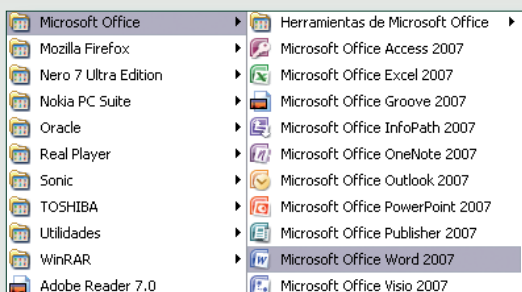 Microsoft Office
Mozilla Firefox
Nero 7 Ultra Edition
Nokia PC Suite
Oracle
Real Player
Sonic
TOSHIBA
Utilidades
WinRAR
Adobe Reader 7.0
Herramientas de Microsoft Office
Microsoft Office Access 2007
Microsoft Office Excel 2007
Microsoft Office Groove 2007
Microsoft Office InfoPath 2007
Microsoft Office OneNote 2007
Microsoft Office Outlook 2007
Microsoft Office PowerPoint 2007
Microsoft Office Publisher 2007
Microsoft Office Word 2007
Microsoft Office Visio 2007